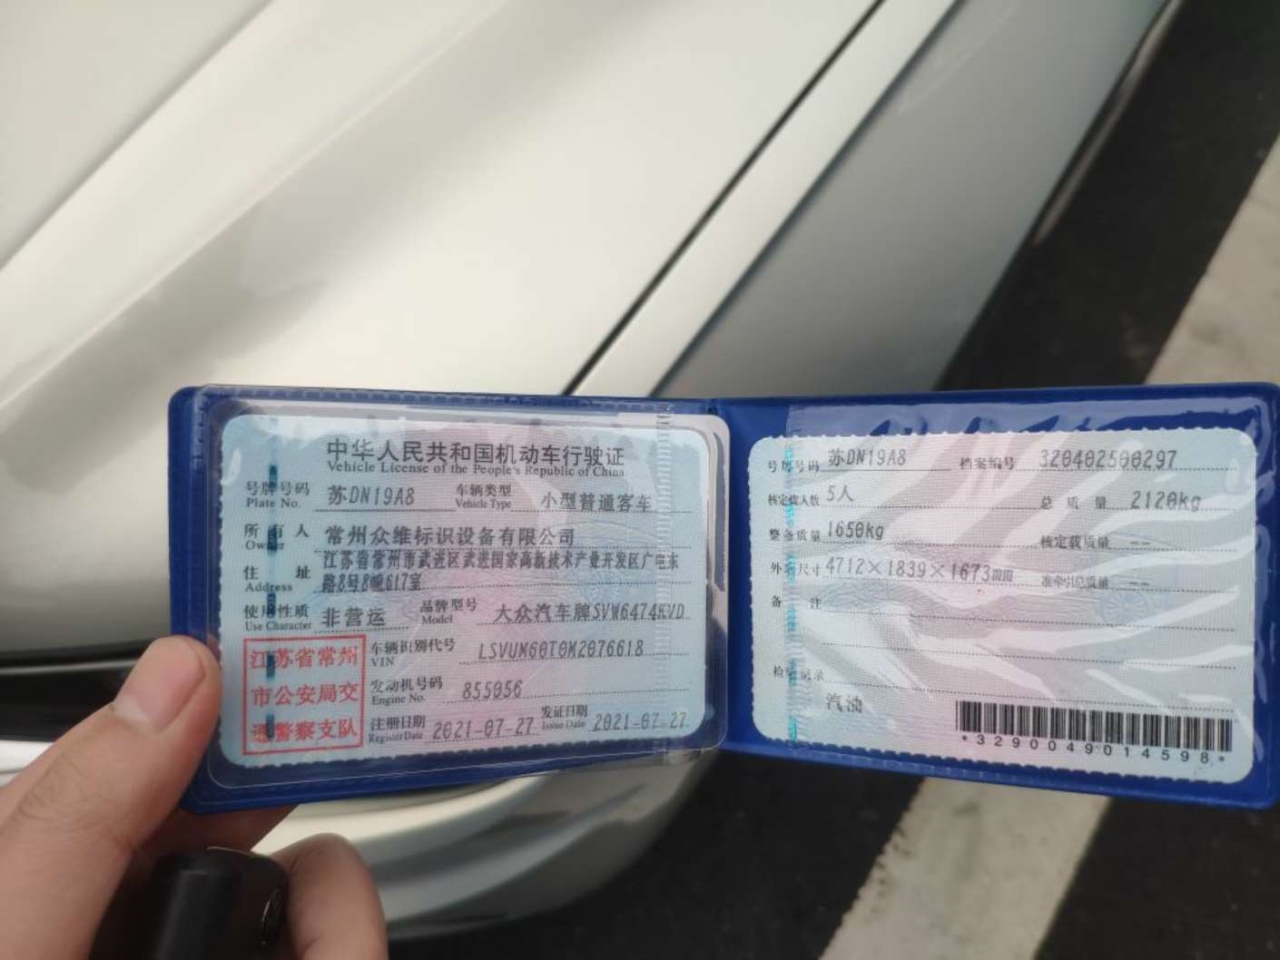 中华人民共和国机动车行驶证
Vehicle License of the People's Republic of China
号牌号码 苏DN19A8 车辆类型 小型普通客车
Plate No. Vehicle Type
所有人 常州众维标识设备有限公司
Owner
住址 江苏省常州市武进区武进国家高新技术产业开发区广电东
Address 路8号8幢617室
使用性质 非营运 品牌型号 大众汽车牌SVW6474KVD
Use Character Model
江苏省常州
市公安局交
通警察支队
车辆识别代号 LSVUM60T0M2076618
VIN
发动机号码 855056
Engine No.
注册日期 2021-07-27 发证日期 2021-07-27
Register Date Issue Date
号牌号码 苏DN19A8 档案编号 320402500297
核定载人数 5人 总质量 2120kg
整备质量 1650kg 核定载质量 --
外廓尺寸 4712×1839×1673mm 准牵引总质量 --
备注
检验记录
汽油
*3290049014598*